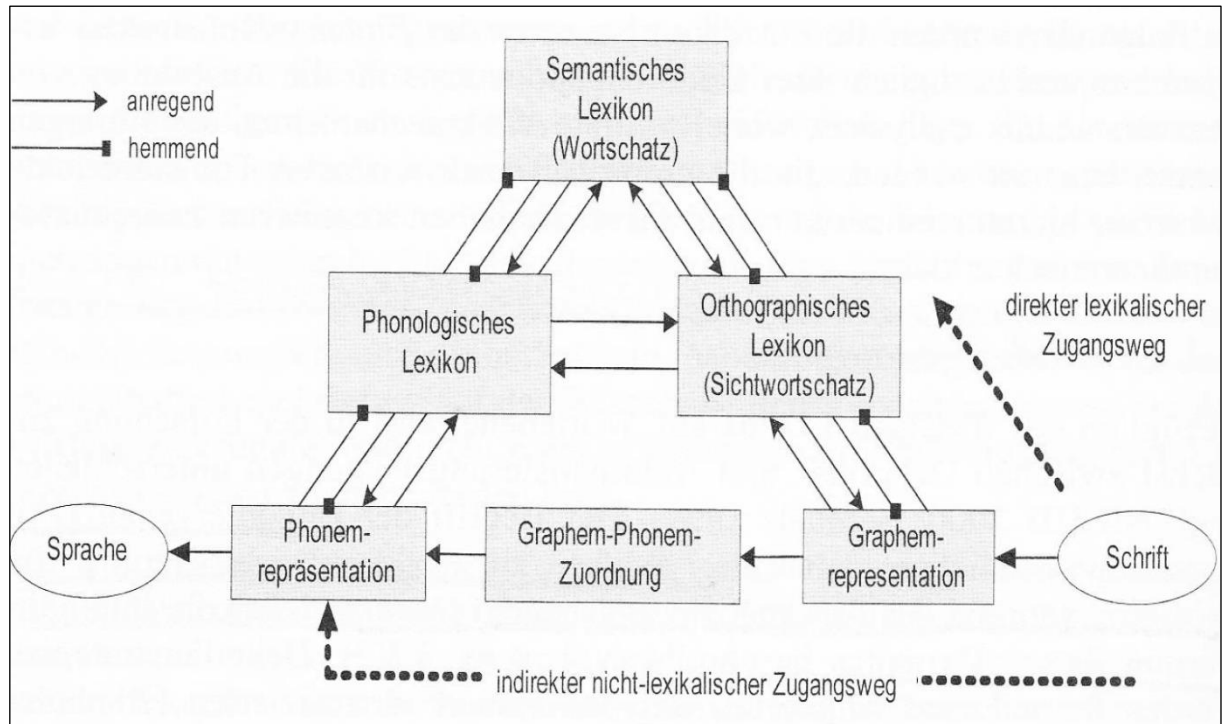 Semantisches
Lexikon
(Wortschatz)
anregend
hemmend
Phonologisches
Lexikon
Orthographisches
Lexikon
(Sichtwortschatz)
direkter lexikalischer
Zugangsweg
Sprache
Phonem-
repräsentation
Graphem-Phonem-
Zuordnung
Graphem-
representation
Schrift
indirekter nicht-lexikalischer Zugangsweg